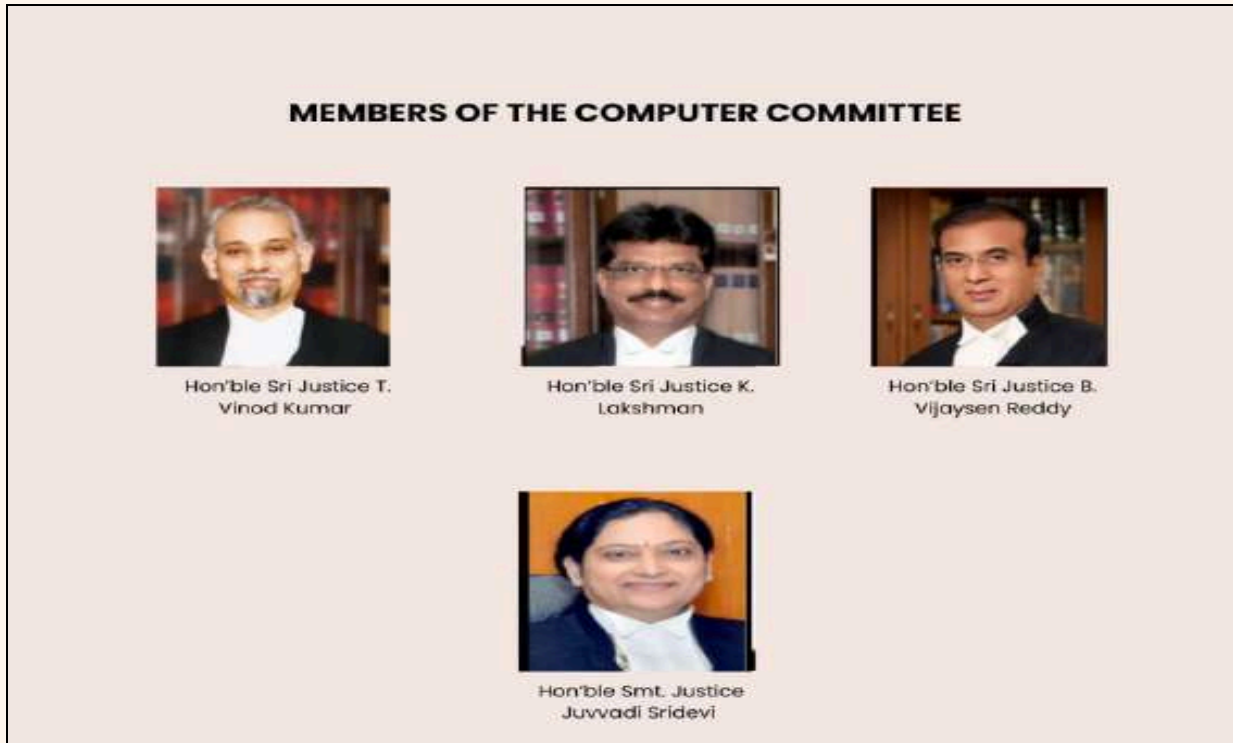 MEMBERS OF THE COMPUTER COMMITTEE
Hon'ble Sri Justice T.
Vinod Kumar
Hon'ble Sri Justice K.
Lakshman
Hon'ble Sri Justice B.
Vijaysen Reddy
Hon'ble Smt. Justice
Juvvadi Sridevi